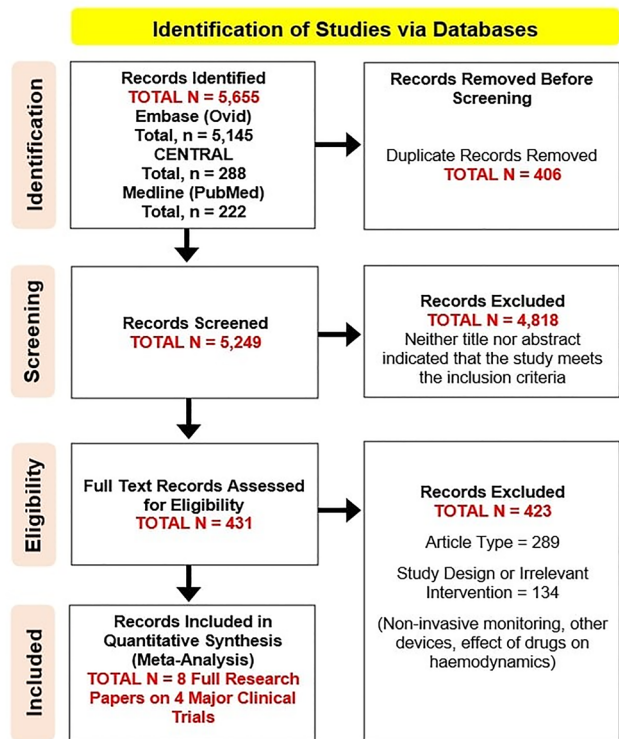 Identification of Studies via Databases
Identification
Records Identified
TOTAL N = 5,655
Embase (Ovid)
Total, n = 5,145
CENTRAL
Total, n = 288
Medline (PubMed)
Total, n = 222
Records Removed Before
Screening
Duplicate Records Removed
TOTAL N = 406
Screening
Records Screened
TOTAL N = 5,249
Records Excluded
TOTAL N = 4,818
Neither title nor abstract
indicated that the study meets
the inclusion criteria
Eligibility
Full Text Records Assessed
for Eligibility
TOTAL N = 431
Records Excluded
TOTAL N = 423
Article Type = 289
Study Design or Irrelevant
Intervention = 134
(Non-invasive monitoring, other
devices, effect of drugs on
haemodynamics)
Included
Records Included in
Quantitative Synthesis
(Meta-Analysis)
TOTAL N = 8 Full Research
Papers on 4 Major Clinical
Trials